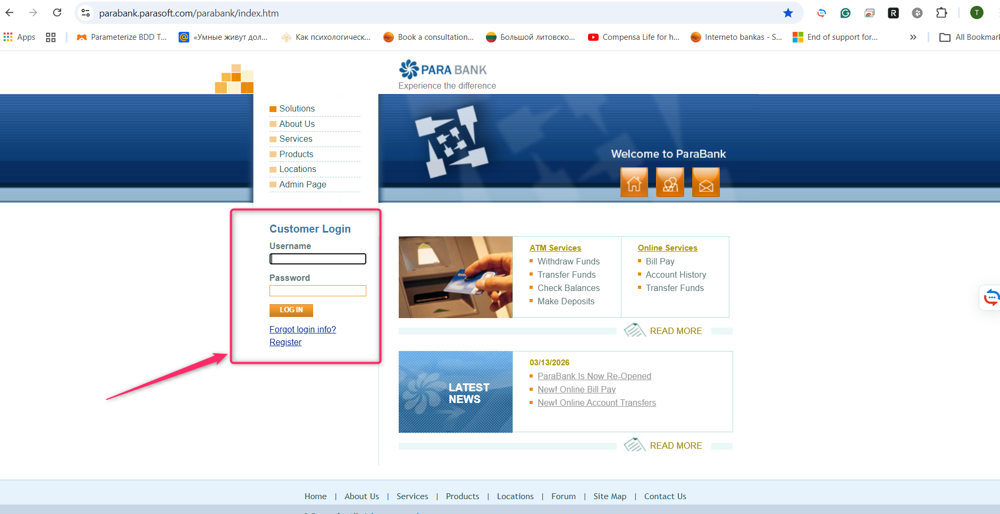 parabank.parasoft.com/parabank/index.htm
T
Apps
Parameterize BDD T...
«Умные живут дол...
Как психологическ...
Book a consultation...
Большой литовско...
Compensa Life for h...
Interneto bankas - S...
End of support for...
All Bookmark
PARA BANK
Experience the difference
Solutions
About Us
Services
Products
Locations
Admin Page
Welcome to ParaBank
Customer Login
Username
Password
LOG IN
Forgot login info?
Register
ATM Services
Withdraw Funds
Transfer Funds
Check Balances
Make Deposits
Online Services
Bill Pay
Account History
Transfer Funds
READ MORE
LATEST
NEWS
03/13/2026
ParaBank Is Now Re-Opened
New! Online Bill Pay
New! Online Account Transfers
READ MORE
Home | About Us | Services | Products | Locations | Forum | Site Map | Contact Us